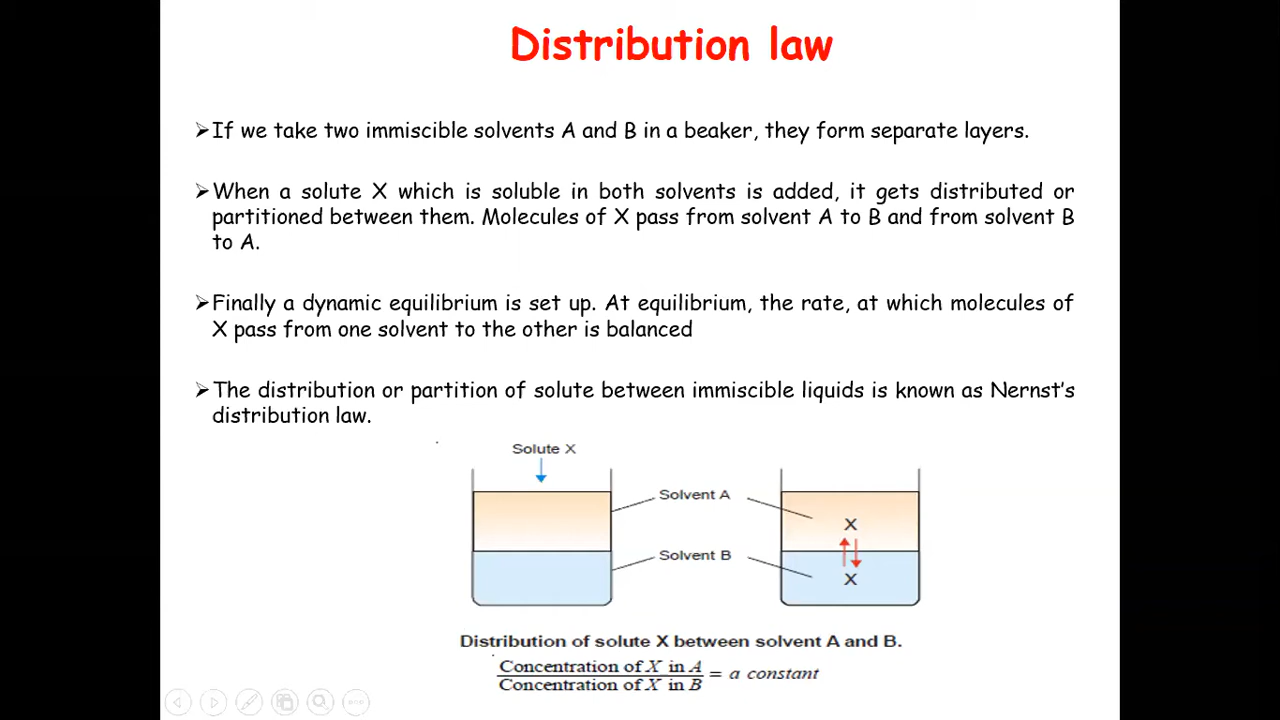 Distribution law
➢If we take two immiscible solvents A and B in a beaker, they form separate layers.
➢When a solute X which is soluble in both solvents is added, it gets distributed or
partitioned between them. Molecules of X pass from solvent A to B and from solvent B
to A.
➢Finally a dynamic equilibrium is set up. At equilibrium, the rate, at which molecules of
X pass from one solvent to the other is balanced
➢The distribution or partition of solute between immiscible liquids is known as Nernst's
distribution law.
Solute X
Solvent A
X
Solvent B
X
Distribution of solute X between solvent A and B.
Concentration of X in A
Concentration of X in B
= a constant